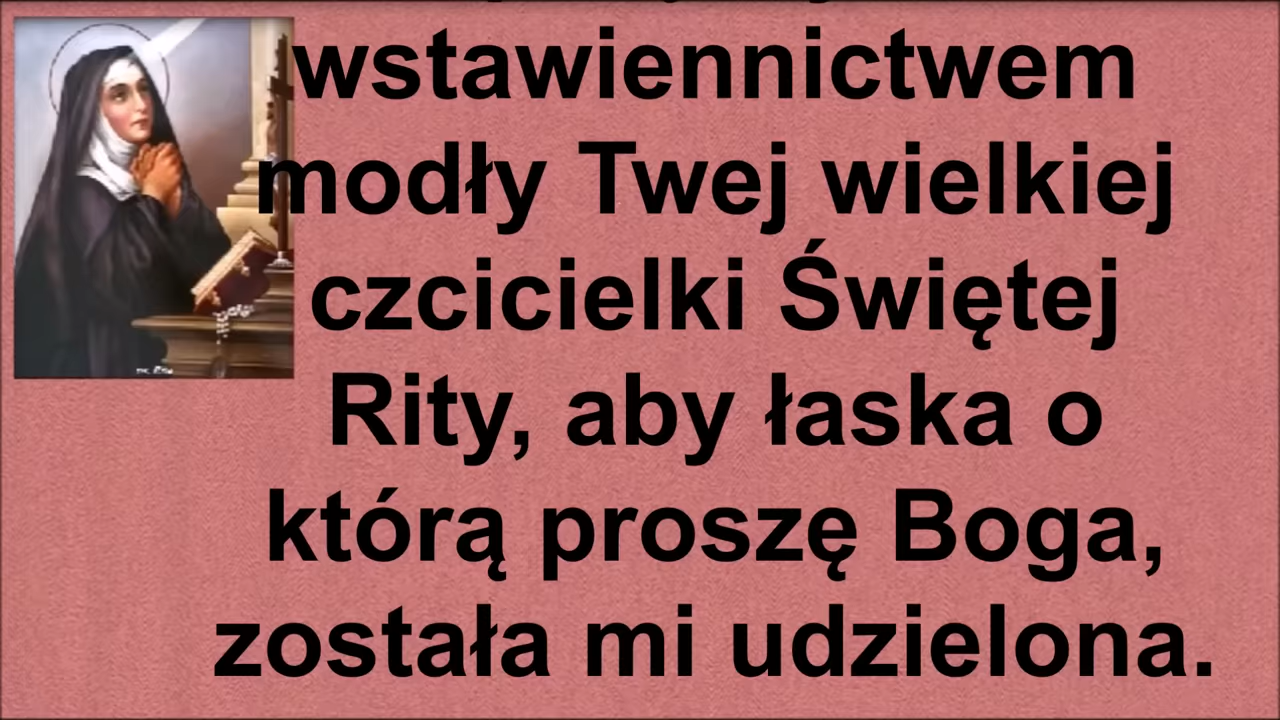 wstawiennictwem
modły Twej wielkiej
czcicielki Świętej
Rity, aby łaska o
którą proszę Boga,
została mi udzielona.